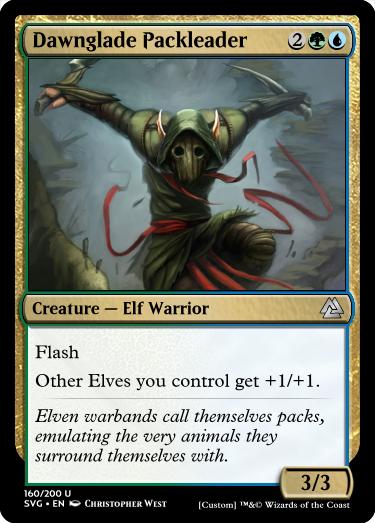 Dawnglade Packleader 2
Creature — Elf Warrior
Flash
Other Elves you control get +1/+1.
Elven warbands call themselves packs,
emulating the very animals they
surround themselves with.
3/3
160/200 U
SVG • EN Christopher West [Custom] ™&© Wizards of the Coast